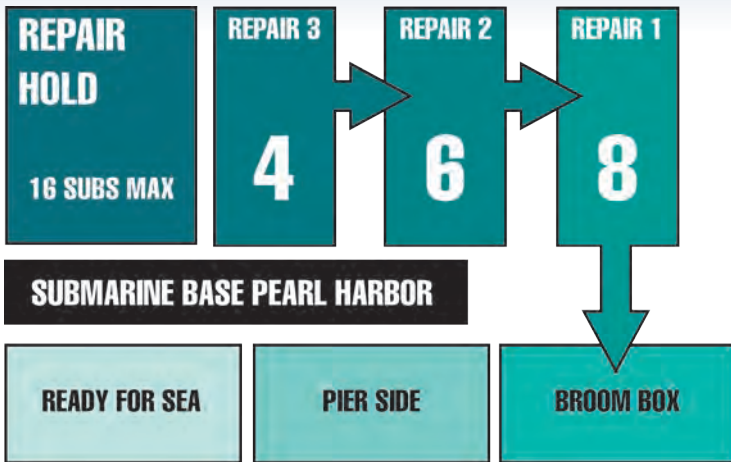 REPAIR
HOLD
16 SUBS MAX
REPAIR 3
4
REPAIR 2
6
REPAIR 1
8
SUBMARINE BASE PEARL HARBOR
READY FOR SEA
PIER SIDE
BROOM BOX